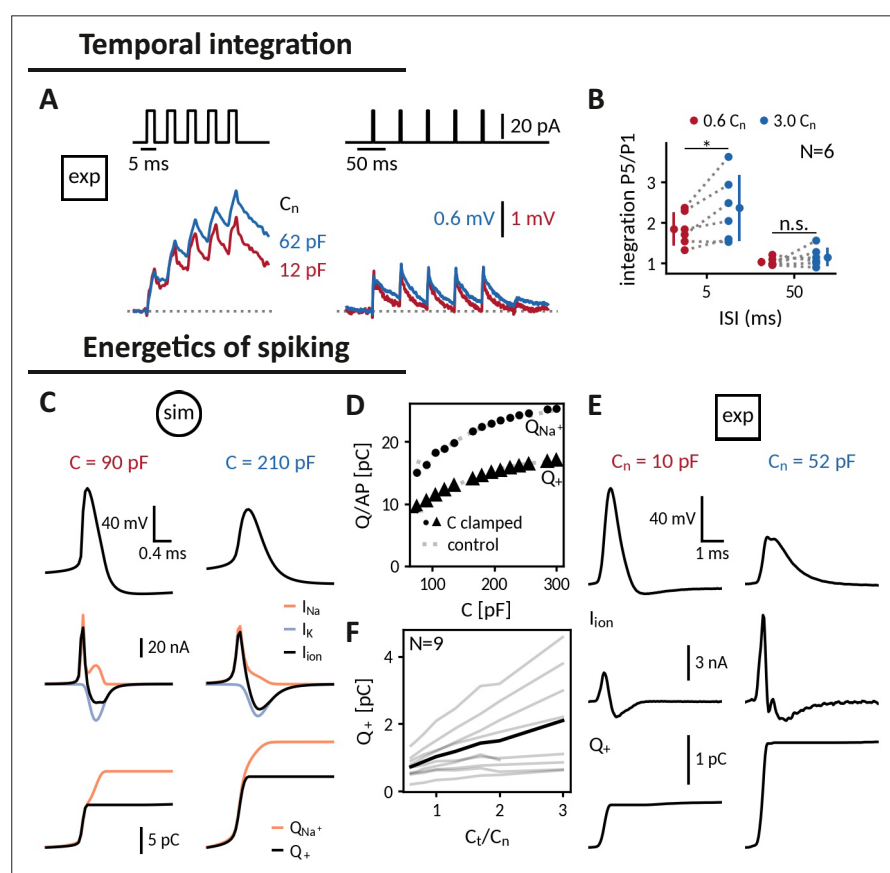 Temporal integration
A
20 pA
5 ms
50 ms
exp
Cn
62 pF
12 pF
0.6 mV
1 mV
B
0.6 Cn
3.0 Cn
*
N=6
n.s.
integration P5/P1
3
2
1
5
50
ISI (ms)
Energetics of spiking
C
sim
C = 90 pF
C = 210 pF
40 mV
0.4 ms
INa
IK
Iion
20 nA
QNa+
Q+
5 pC
D
Q/AP [pC]
20
10
0
QNa+
Q+
C clamped
control
100
200
300
C [pF]
E
exp
Cn = 10 pF
Cn = 52 pF
40 mV
1 ms
Iion
3 nA
Q+
1 pC
F
N=9
Q+ [pC]
4
2
0
1
2
3
Ct/Cn